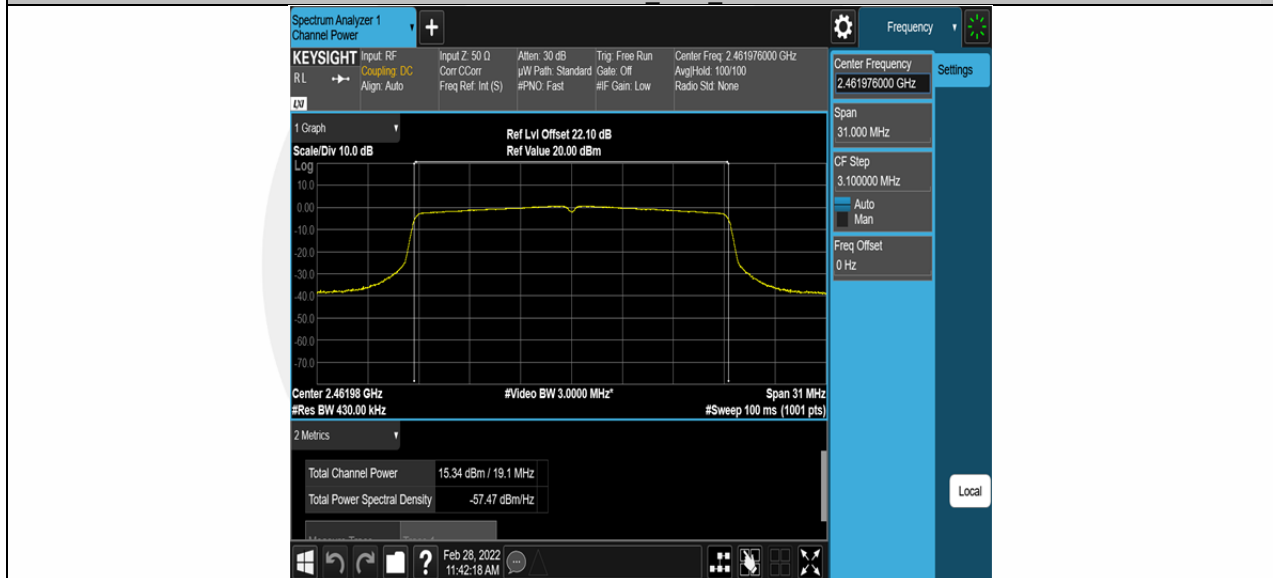 Spectrum Analyzer 1
Channel Power
+
Frequency
KEYSIGHT
RL
LXI
Input: RF
Coupling: DC
Align: Auto
Input Z: 50 Ω
Corr CCorr
Freq Ref: Int (S)
Atten: 30 dB
µW Path: Standard
#PNO: Fast
Trig: Free Run
Gate: Off
#IF Gain: Low
Center Freq: 2.461976000 GHz
Avg|Hold: 100/100
Radio Std: None
Center Frequency
2.461976000 GHz
Settings
Span
31.000 MHz
CF Step
3.100000 MHz
Auto
Man
Freq Offset
0 Hz
1 Graph
Scale/Div 10.0 dB
Ref Lvl Offset 22.10 dB
Ref Value 20.00 dBm
Log
10.0
0.00
-10.0
-20.0
-30.0
-40.0
-50.0
-60.0
-70.0
Center 2.46198 GHz
#Video BW 3.0000 MHz*
Span 31 MHz
#Res BW 430.00 kHz
#Sweep 100 ms (1001 pts)
2 Metrics
Total Channel Power 15.34 dBm / 19.1 MHz
Total Power Spectral Density -57.47 dBm/Hz
Local
?
Feb 28, 2022
11:42:18 AM